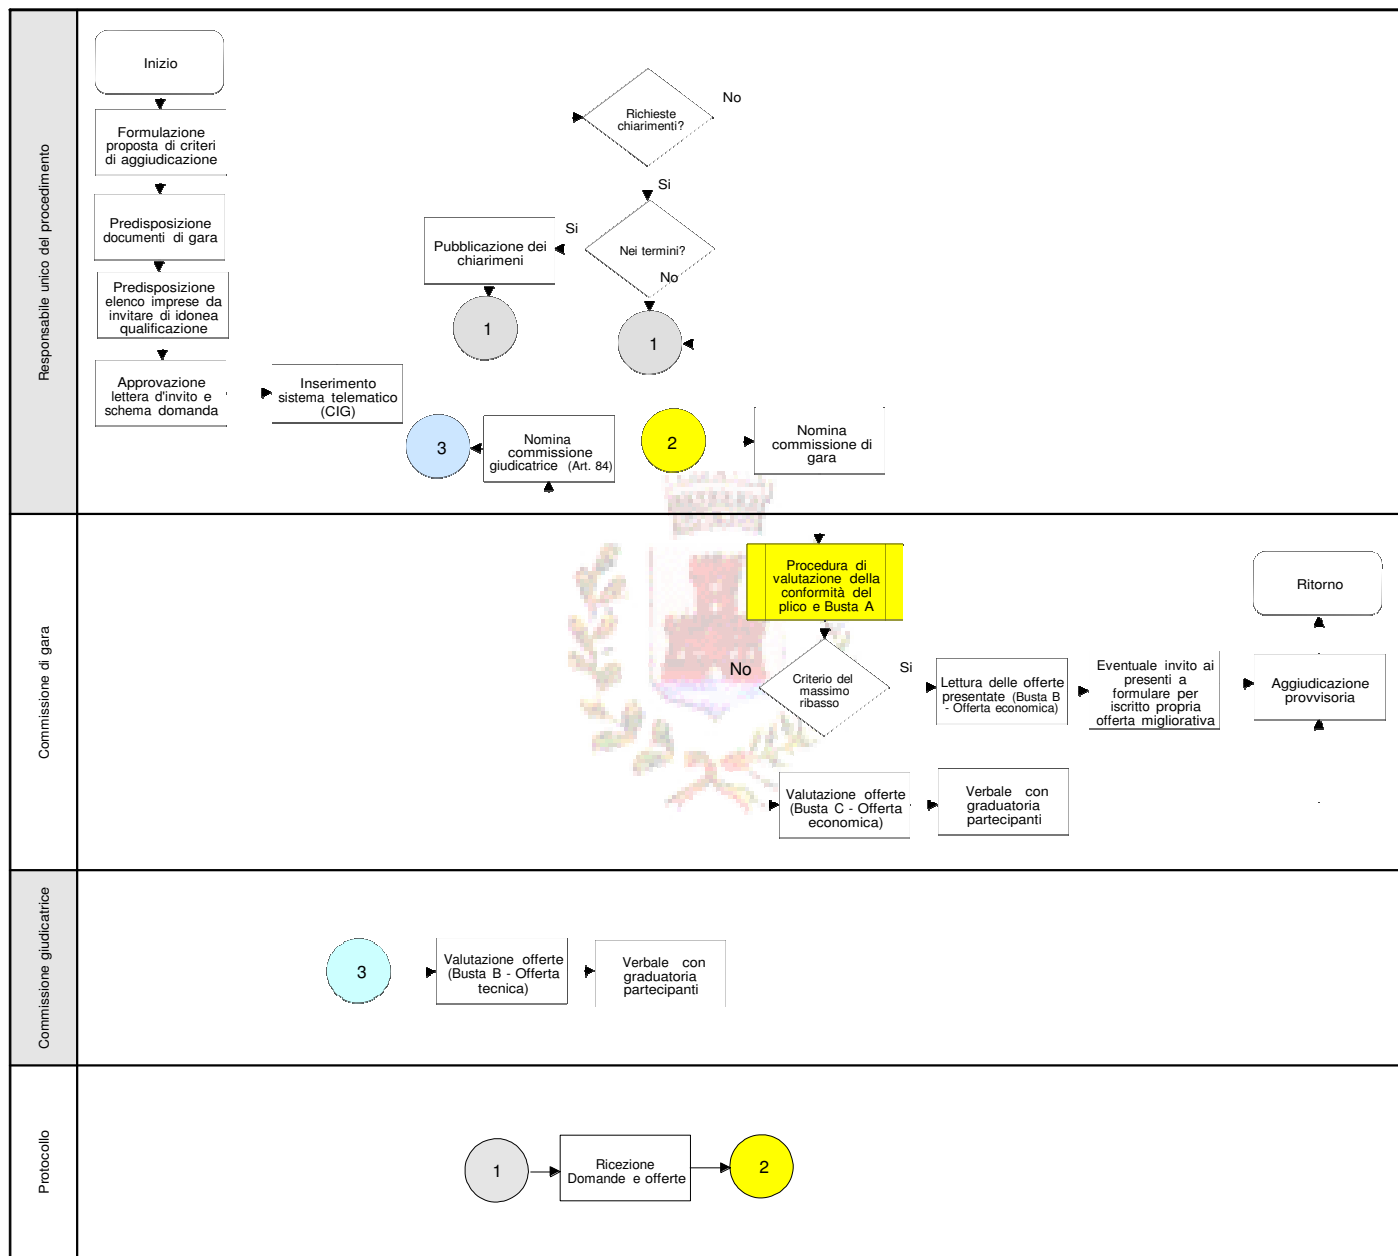 Responsabile unico del procedimento
Inizio
Formulazione
proposta di criteri
di aggiudicazione
Predisposizione
documenti di gara
Predisposizione
elenco imprese da
invitare di idonea
qualificazione
Approvazione
lettera d'invito e
schema domanda
Inserimento
sistema telematico
(CIG)
Richieste
chiarimenti?
No
Si
Nei termini?
Si
No
Pubblicazione dei
chiarimeni
1
1
3
Nomina
commissione
giudicatrice (Art. 84)
2
Nomina
commissione di
gara
Commissione di gara
Procedura di
valutazione della
conformità del
plico e Busta A
No
Criterio del
massimo
ribasso
Si
Lettura delle offerte
presentate (Busta B
- Offerta economica)
Eventuale invito ai
presenti a
formulare per
iscritto propria
offerta migliorativa
Aggiudicazione
provvisoria
Ritorno
Valutazione offerte
(Busta C - Offerta
economica)
Verbale con
graduatoria
partecipanti
Commissione giudicatrice
3
Valutazione offerte
(Busta B - Offerta
tecnica)
Verbale con
graduatoria
partecipanti
Protocollo
1
Ricezione
Domande e offerte
2